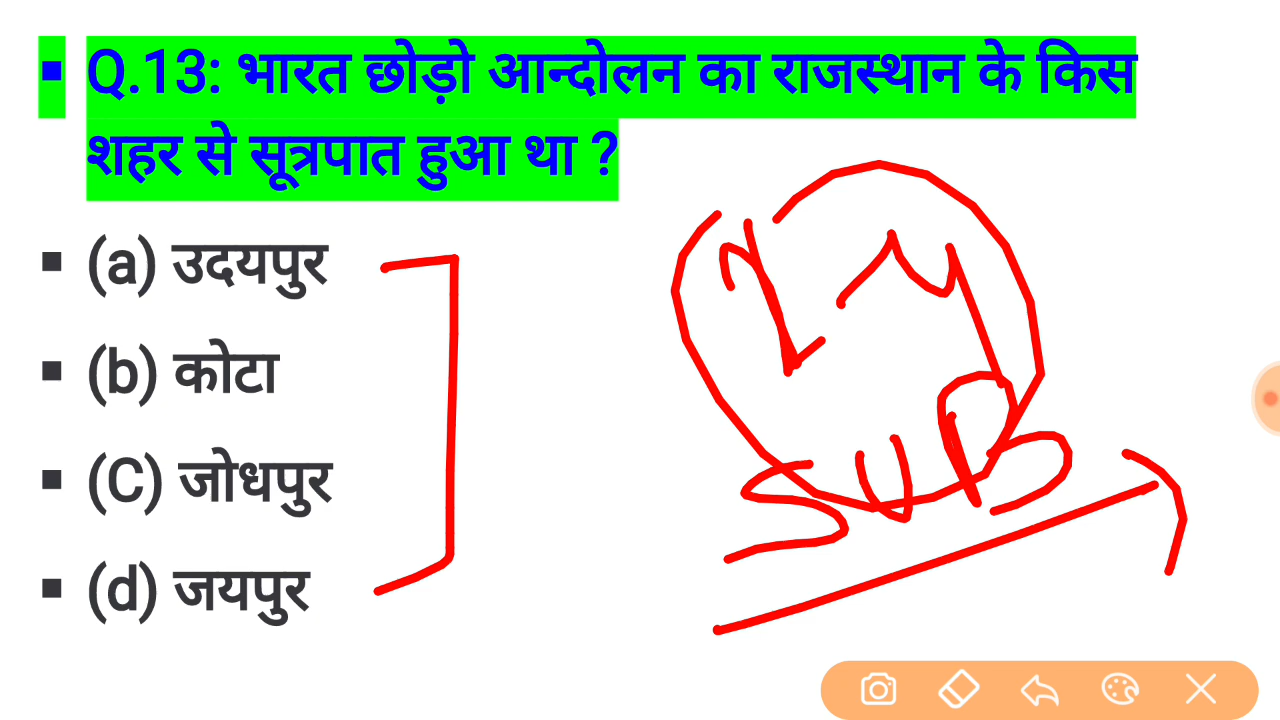 Q.13: भारत छोड़ो आन्दोलन का राजस्थान के किस
शहर से सूत्रपात हुआ था ?
(a) उदयपुर
(b) कोटा
(C) जोधपुर
(d) जयपुर
SUB